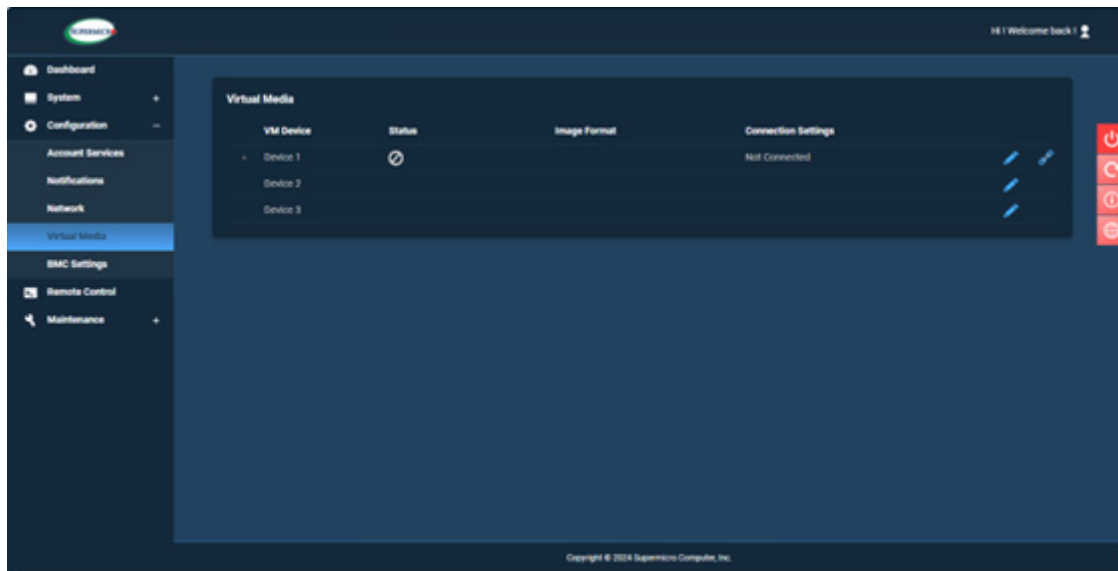 SUPERMICRO
Hi ! Welcome back !
Dashboard
System +
Configuration −
Account Services
Notifications
Network
Virtual Media
BMC Settings
Remote Control
Maintenance +
Virtual Media
VM Device Status Image Format Connection Settings
Device 1 Not Connected
Device 2
Device 3
Copyright © 2024 Supermicro Computer, Inc.